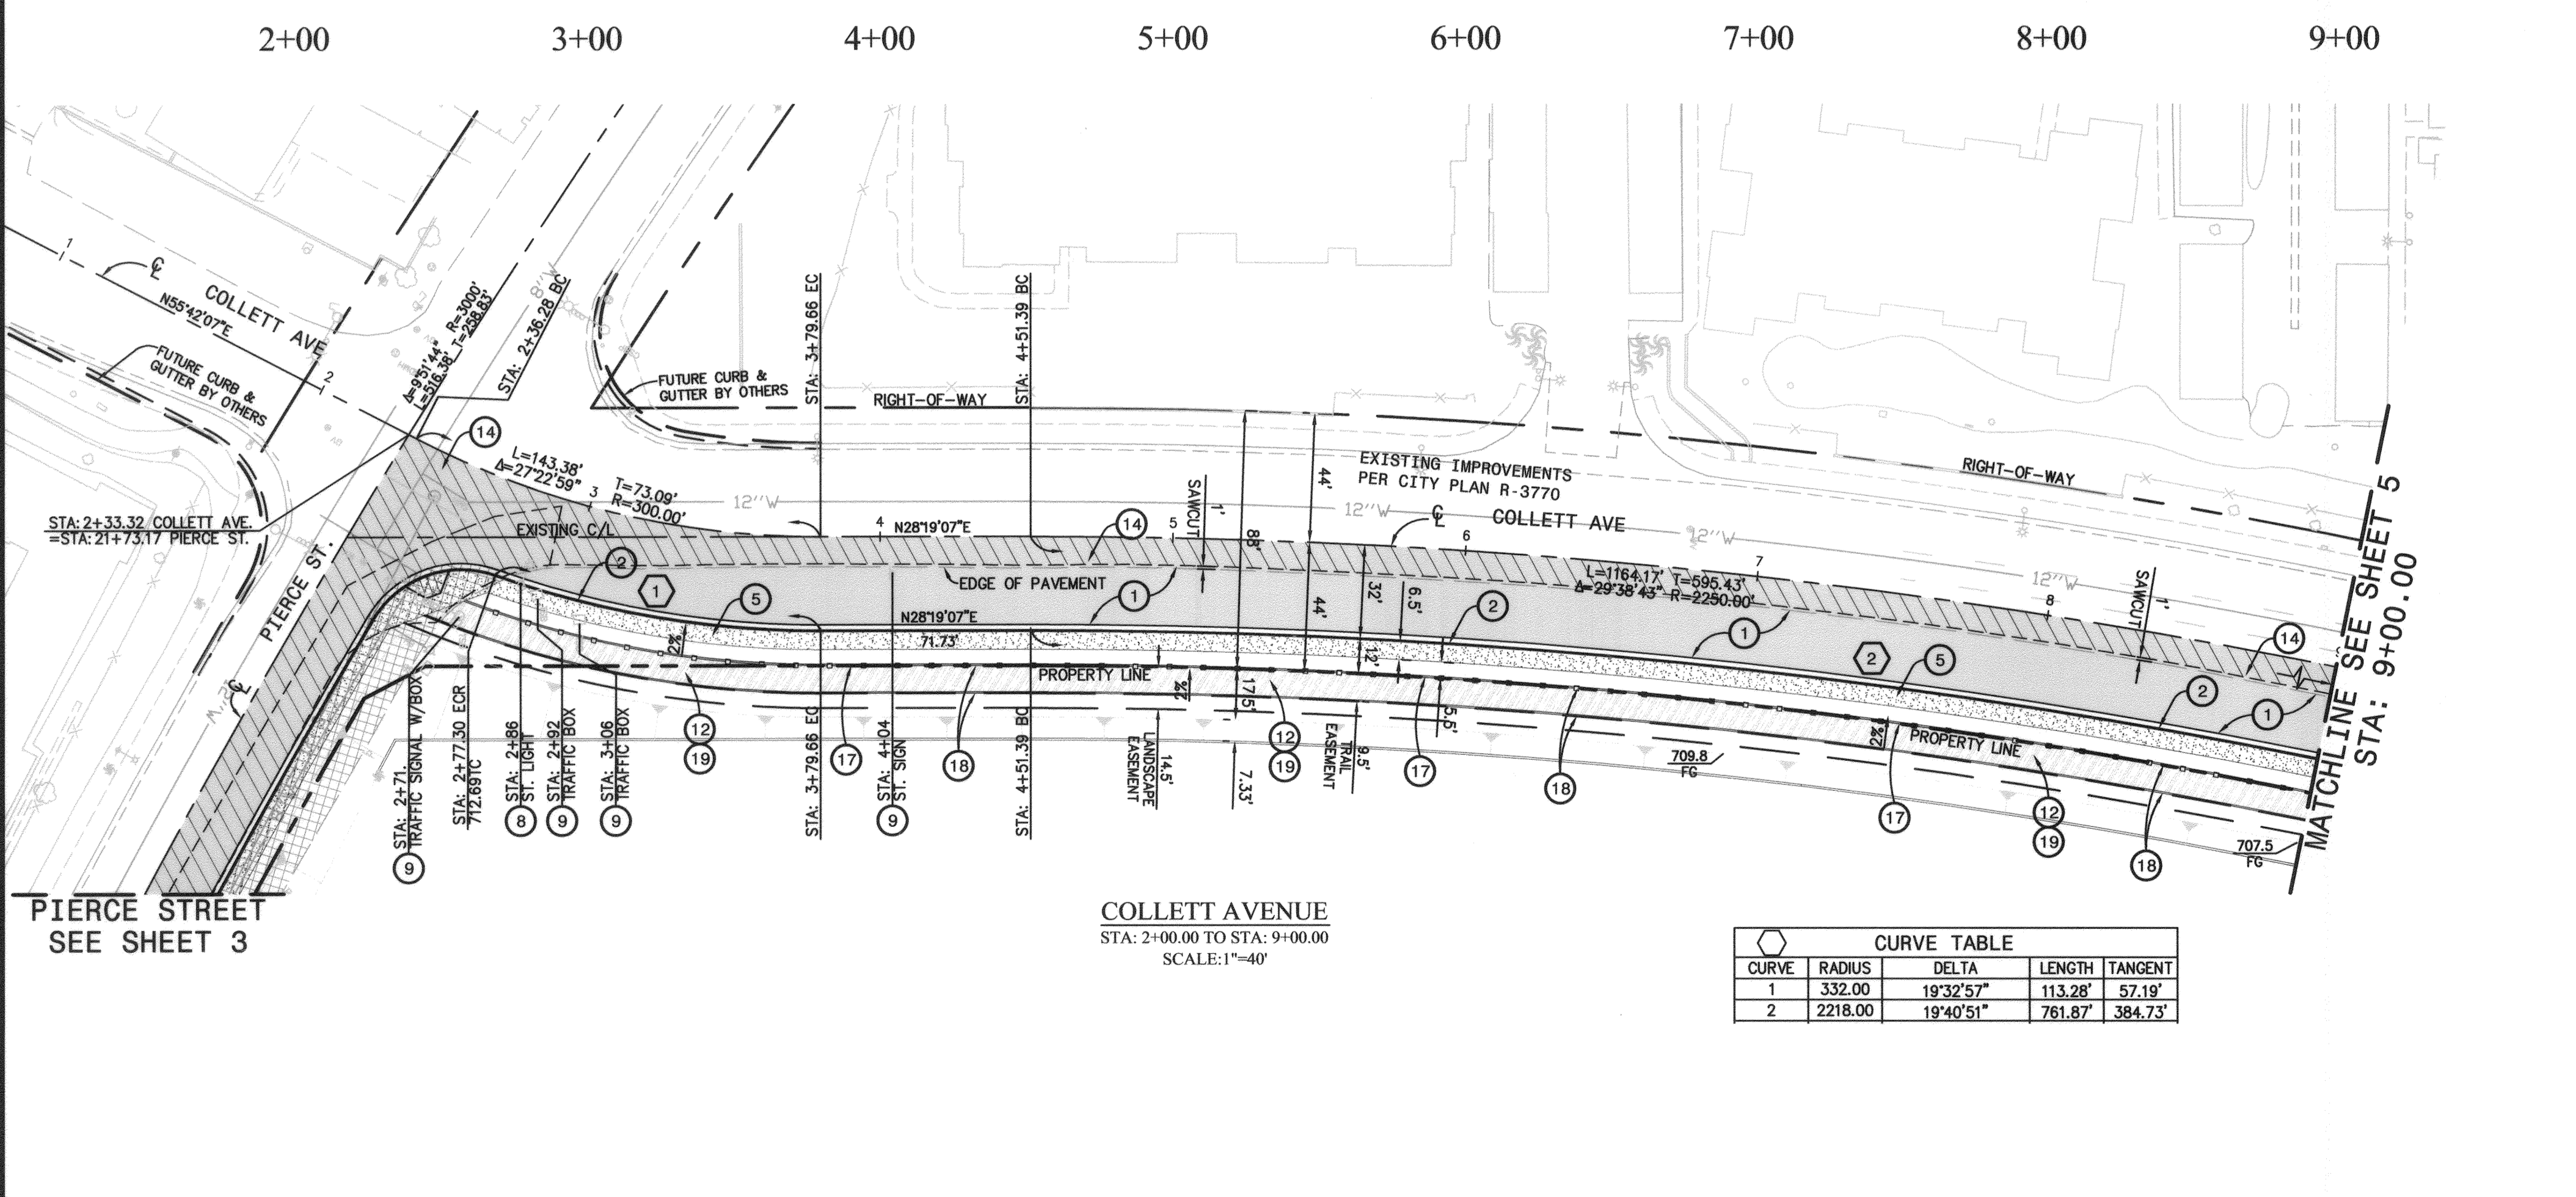 2+00 3+00 4+00 5+00 6+00 7+00 8+00 9+00
1
C L
COLLETT AVE
N55°42'07"E
2
FUTURE CURB &
GUTTER BY OTHERS
Δ=9°51'44" R=3000'
L=516.38' T=258.83'
STA: 2+36.28 BC
8"W
14
L=143.38' T=73.09'
Δ=27°22'59" R=300.00'
3
EXISTING C/L
STA: 2+33.32 COLLETT AVE.
=STA: 21+73.17 PIERCE ST.
PIERCE ST.
C L
FUTURE CURB &
GUTTER BY OTHERS
STA: 3+79.66 EC
RIGHT-OF-WAY
STA: 4+51.39 BC
12"W
4
N28°19'07"E
14
5
SAWCUT
1'
88'
44'
EXISTING IMPROVEMENTS
PER CITY PLAN R-3770
12"W
C L
COLLETT AVE
6
12"W
RIGHT-OF-WAY
7
L=1164.17' T=595.43'
Δ=29°38'43" R=2250.00'
12"W
8
SAWCUT
1'
14
MATCHLINE SEE SHEET 5
STA: 9+00.00
2
1
5
EDGE OF PAVEMENT
1
N28°19'07"E
71.73'
2%
44'
32'
6.5'
12'
2
1
2
5
2
1
PROPERTY LINE
2%
17.5'
5.5'
2%
PROPERTY LINE
STA: 2+71.
TRAFFIC SIGNAL W/BOX
9
STA: 2+77.30 ECR
712.69TC
STA: 2+86
ST. LIGHT
8
STA: 2+92
TRAFFIC BOX
9
STA: 3+06
TRAFFIC BOX
9
12
19
STA: 3+79.66 EC
17
STA: 4+04
ST. SIGN
9
18
STA: 4+51.39 BC
14.5'
LANDSCAPE
EASEMENT
7.33'
12
19
9.5'
TRAIL
EASEMENT
17
18
709.8
FG
17
12
19
18
707.5
FG
PIERCE STREET
SEE SHEET 3
COLLETT AVENUE
STA: 2+00.00 TO STA: 9+00.00
SCALE:1"=40'
CURVE TABLE
CURVE RADIUS DELTA LENGTH TANGENT
1 332.00 19°32'57" 113.28' 57.19'
2 2218.00 19°40'51" 761.87' 384.73'